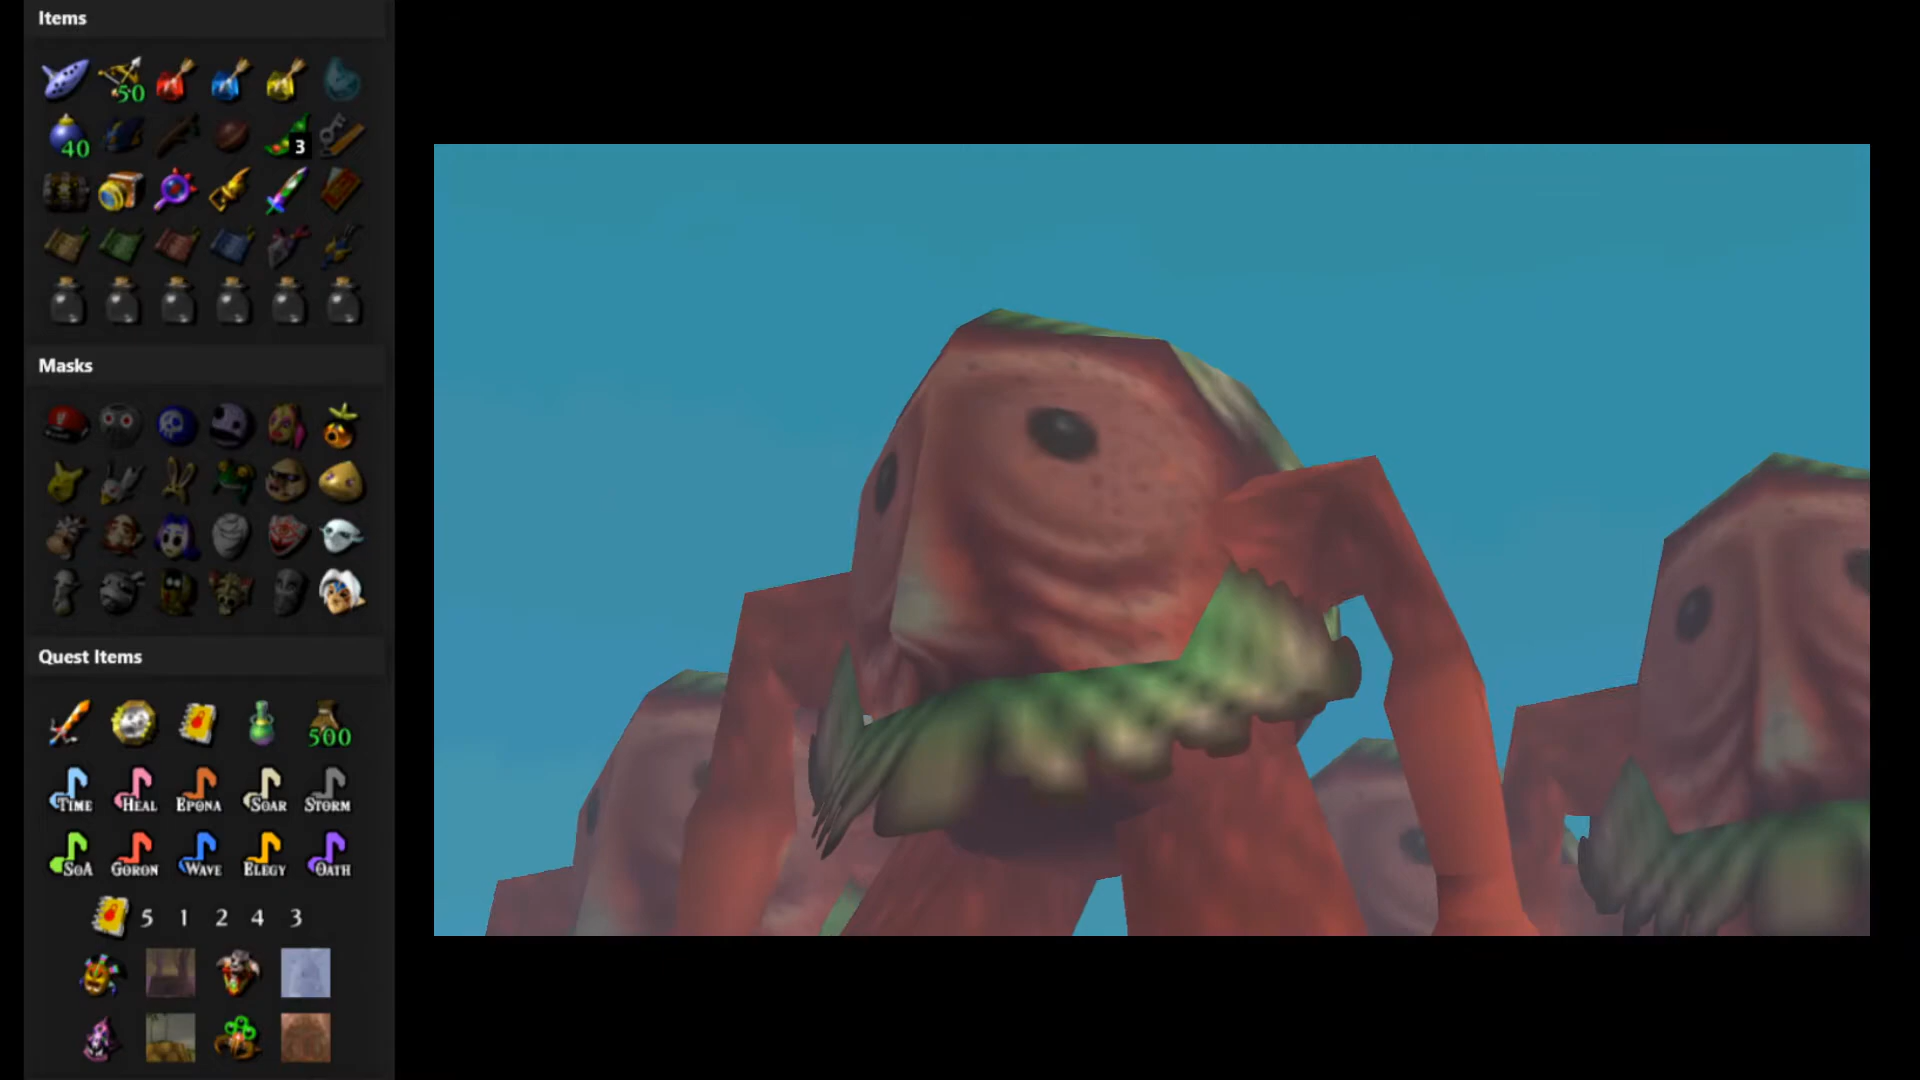 Items
50
40
3
Masks
Quest Items
500
TIME HEAL EPONA SOAR STORM
SOA GORON WAVE ELEGY OATH
5 1 2 4 3